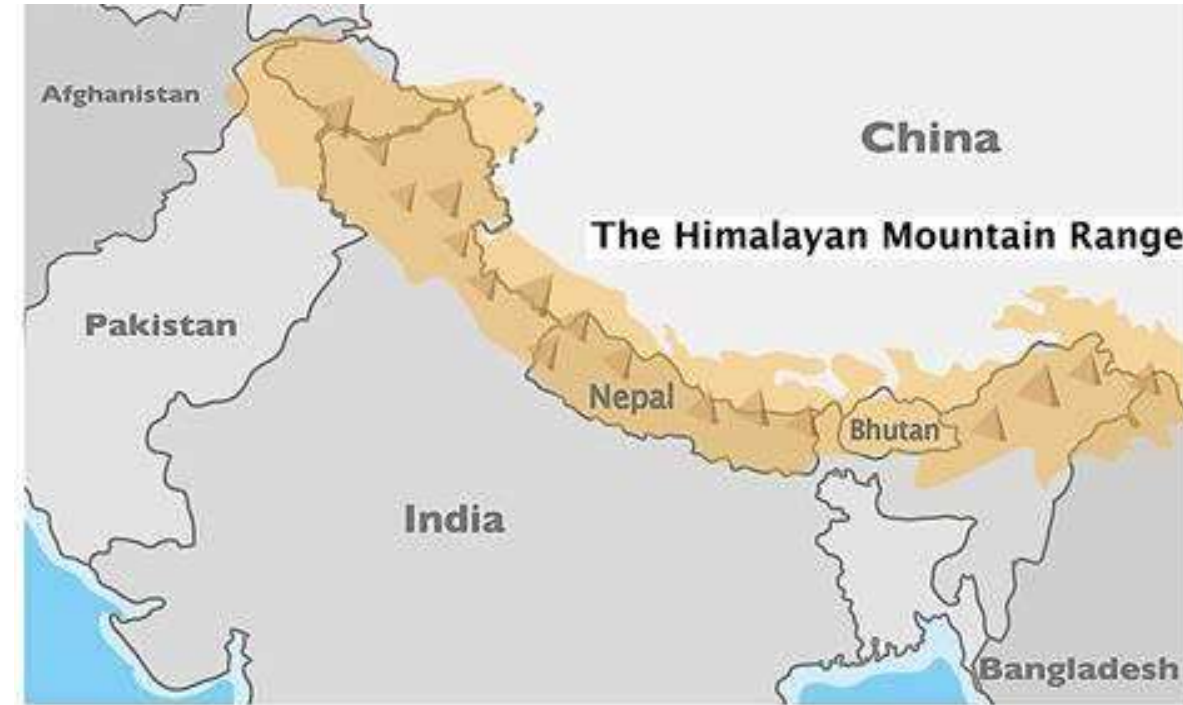 Afghanistan
China
The Himalayan Mountain Range
Pakistan
Nepal
Bhutan
India
Bangladesh